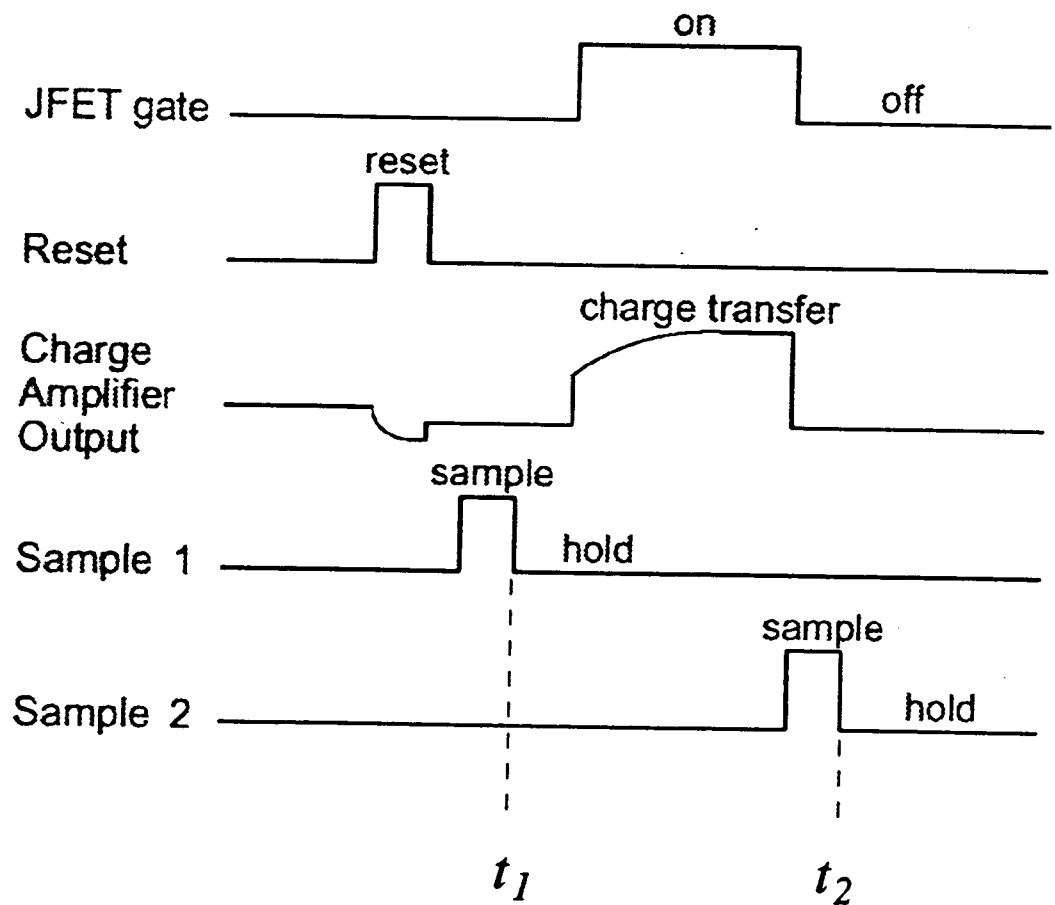 on
JFET gate
off
reset
Reset
charge transfer
Charge
Amplifier
Output
sample
Sample 1
hold
sample
Sample 2
hold
t1
t2